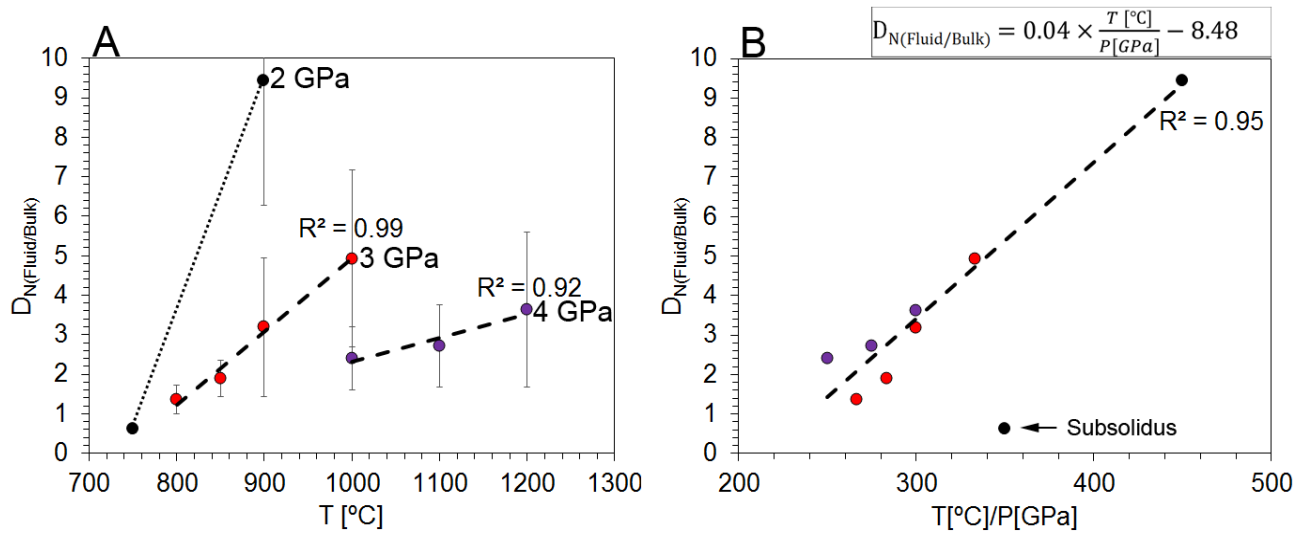 A
10
9
8
7
6
5
4
3
2
1
0
D_N(Fluid/Bulk)
2 GPa
R² = 0.99
3 GPa
R² = 0.92
4 GPa
700 800 900 1000 1100 1200 1300
T [ºC]
B
D_N(Fluid/Bulk) = 0.04 × T [°C] / P[GPa] − 8.48
10
9
8
7
6
5
4
3
2
1
0
D_N(Fluid/Bulk)
R² = 0.95
Subsolidus
200 300 400 500
T[ºC]/P[GPa]